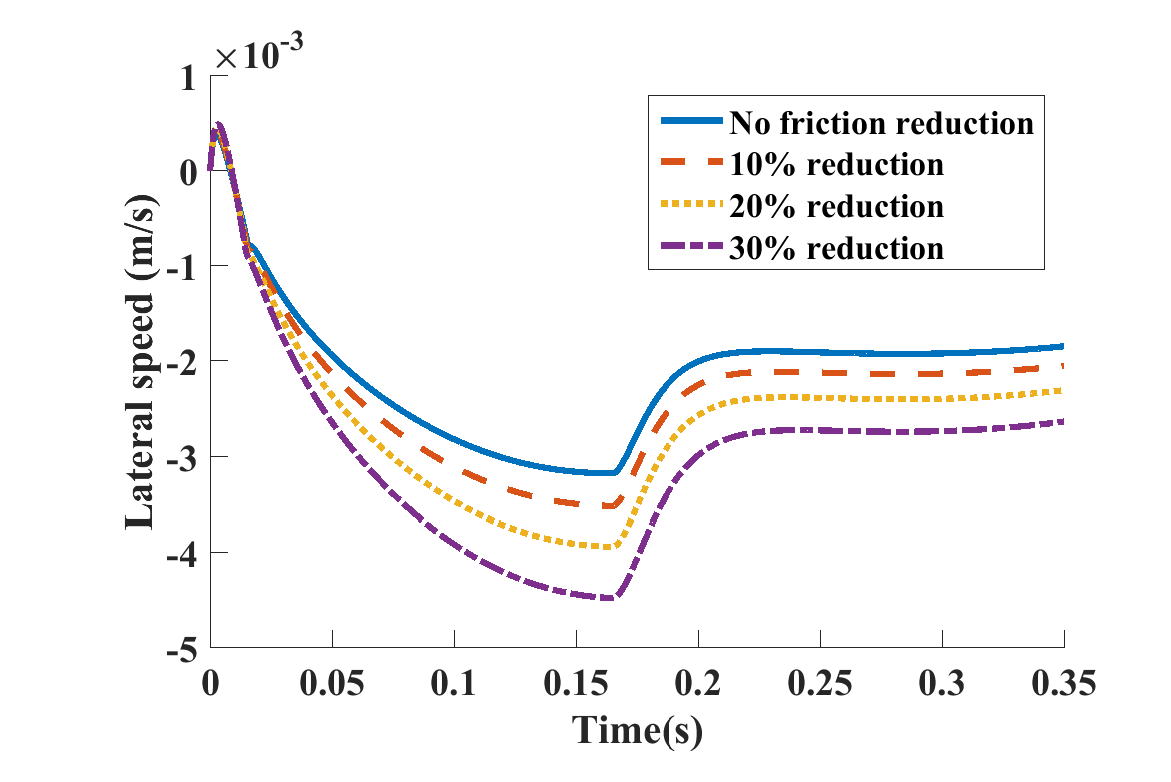 ×10-3
1
0
-1
-2
-3
-4
-5
Lateral speed (m/s)
No friction reduction
10% reduction
20% reduction
30% reduction
0 0.05 0.1 0.15 0.2 0.25 0.3 0.35
Time(s)